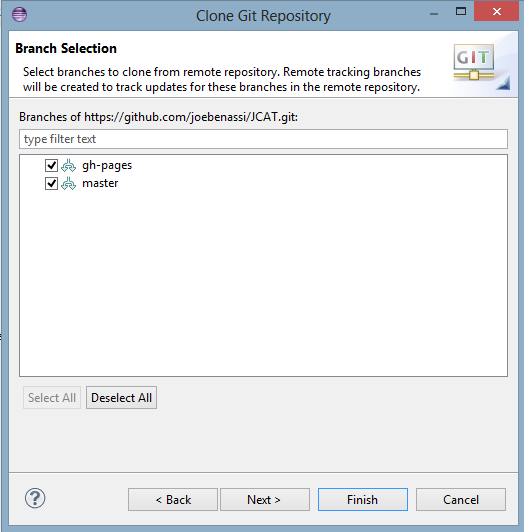 Clone Git Repository
Branch Selection
GIT
Select branches to clone from remote repository. Remote tracking branches
will be created to track updates for these branches in the remote repository.
Branches of https://github.com/joebenassi/JCAT.git:
type filter text
gh-pages
master
Select All
Deselect All
?
< Back
Next >
Finish
Cancel